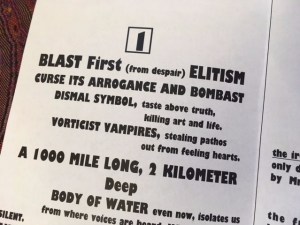 1
BLAST First (from despair) ELITISM
CURSE ITS ARROGANCE AND BOMBAST
DISMAL SYMBOL, taste above truth,
killing art and life.
VORTICIST VAMPIRES, stealing pathos
out from feeling hearts.
A 1000 MILE LONG, 2 KILOMETER
Deep
BODY OF WATER even now, isolates us
from where voices are
SILENT.
the
only d
by M
the f